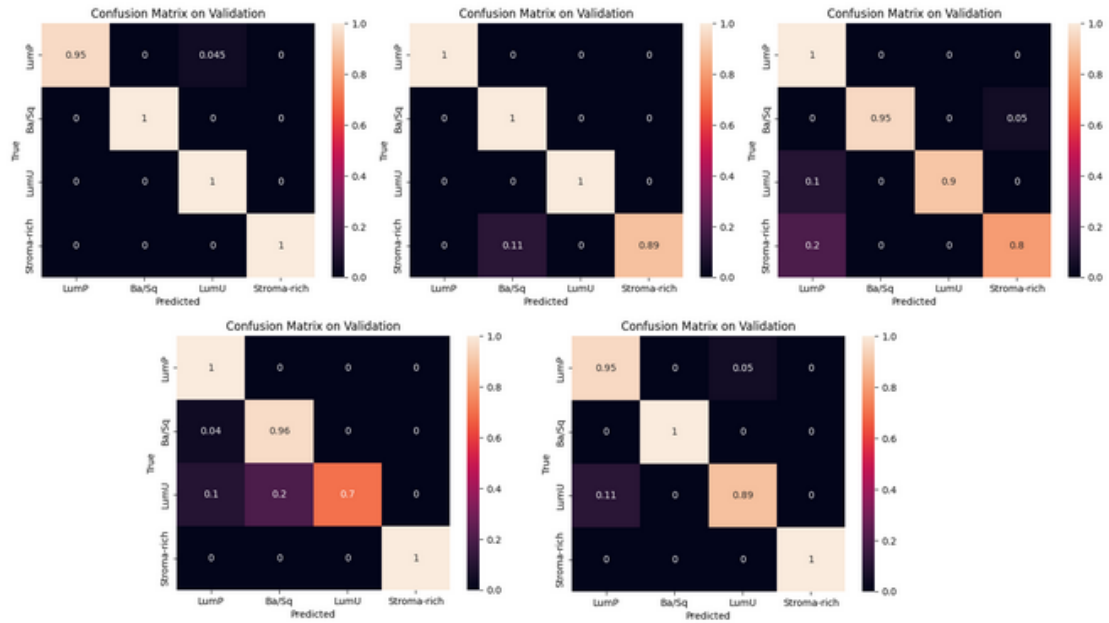 Confusion Matrix on Validation
LumP 0.95 0 0.045 0
Ba/Sq 0 1 0 0
LumU 0 0 1 0
Stroma-rich 0 0 0 1
True
LumP Ba/Sq LumU Stroma-rich
Predicted
1.0
0.8
0.6
0.4
0.2
0.0
Confusion Matrix on Validation
LumP 1 0 0 0
Ba/Sq 0 1 0 0
LumU 0 0 1 0
Stroma-rich 0 0.11 0 0.89
True
LumP Ba/Sq LumU Stroma-rich
Predicted
1.0
0.8
0.6
0.4
0.2
0.0
Confusion Matrix on Validation
LumP 1 0 0 0
Ba/Sq 0 0.95 0 0.05
LumU 0.1 0 0.9 0
Stroma-rich 0.2 0 0 0.8
True
LumP Ba/Sq LumU Stroma-rich
Predicted
1.0
0.8
0.6
0.4
0.2
0.0
Confusion Matrix on Validation
LumP 1 0 0 0
Ba/Sq 0.04 0.96 0 0
LumU 0.1 0.2 0.7 0
Stroma-rich 0 0 0 1
True
LumP Ba/Sq LumU Stroma-rich
Predicted
1.0
0.8
0.6
0.4
0.2
0.0
Confusion Matrix on Validation
LumP 0.95 0 0.05 0
Ba/Sq 0 1 0 0
LumU 0.11 0 0.89 0
Stroma-rich 0 0 0 1
True
LumP Ba/Sq LumU Stroma-rich
Predicted
1.0
0.8
0.6
0.4
0.2
0.0